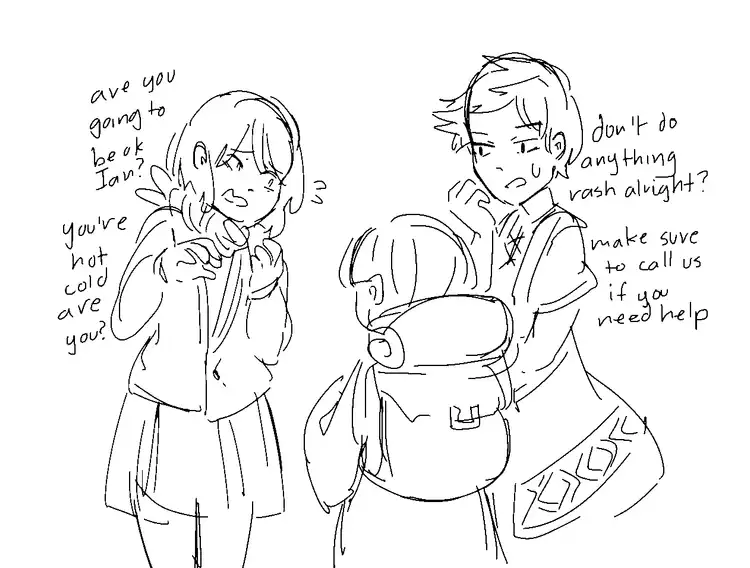 are you
going to
be ok
Ian?
you're
not
cold
are
you?
don't do
anything
rash alright?
make sure
to call us
if you
need help